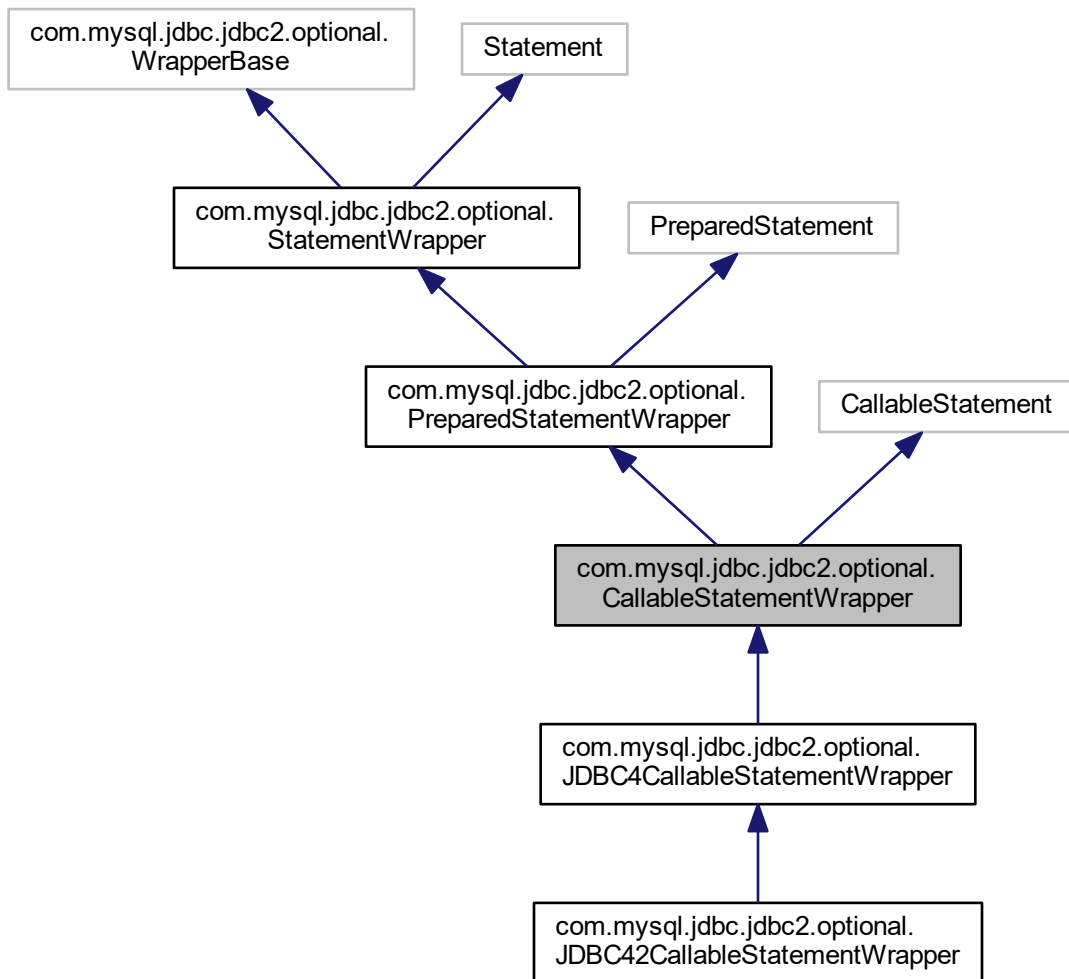 com.mysql.jdbc.jdbc2.optional.
WrapperBase
Statement
com.mysql.jdbc.jdbc2.optional.
StatementWrapper
PreparedStatement
com.mysql.jdbc.jdbc2.optional.
PreparedStatementWrapper
CallableStatement
com.mysql.jdbc.jdbc2.optional.
CallableStatementWrapper
com.mysql.jdbc.jdbc2.optional.
JDBC4CallableStatementWrapper
com.mysql.jdbc.jdbc2.optional.
JDBC42CallableStatementWrapper